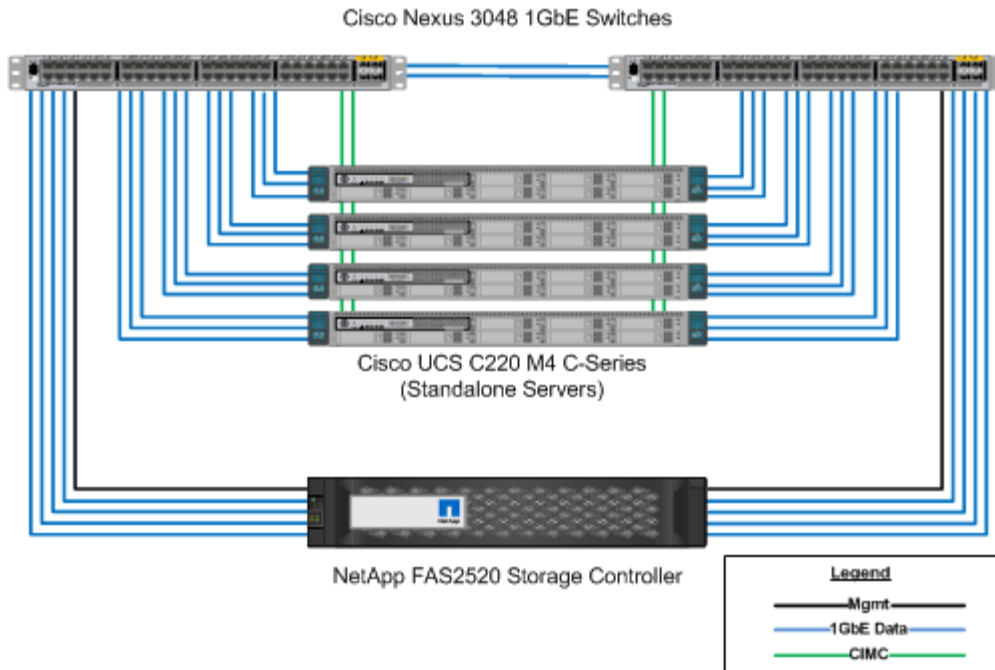 Cisco Nexus 3048 1GbE Switches
Cisco UCS C220 M4 C-Series
(Standalone Servers)
NetApp
NetApp FAS2520 Storage Controller
Legend
Mgmt
1GbE Data
CIMC